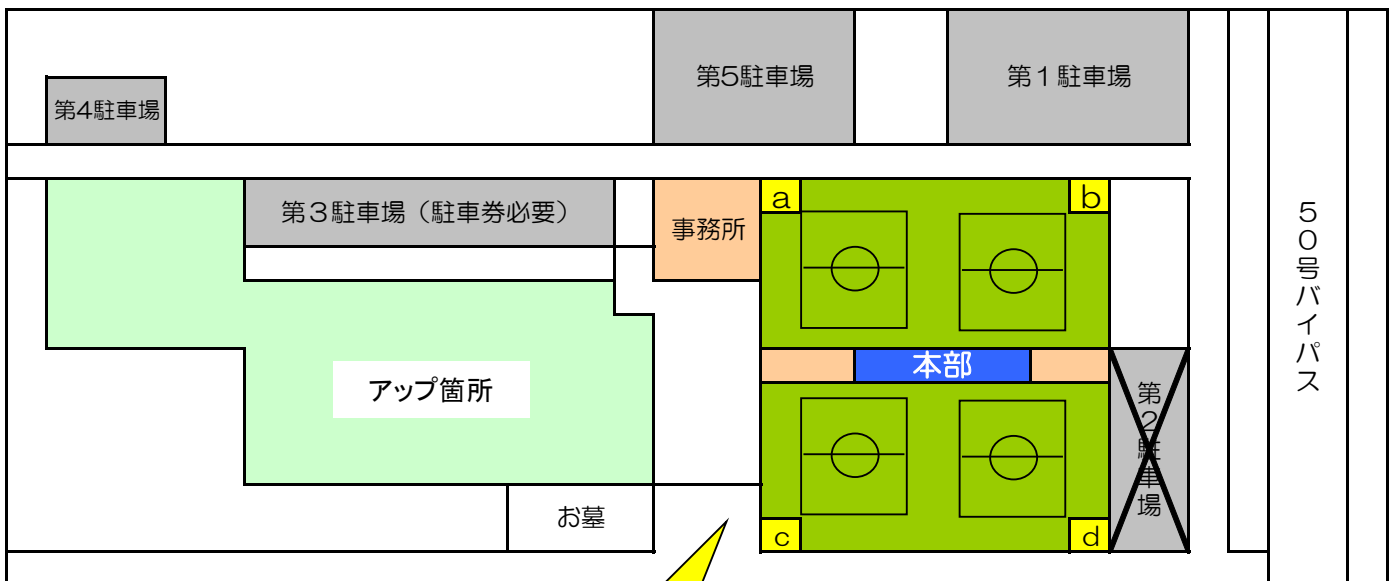 第5駐車場
第１駐車場
第4駐車場
第３駐車場（駐車券必要）
事務所
a
b
５０号バイパス
本部
アップ箇所
第２駐車場
お墓
c
d